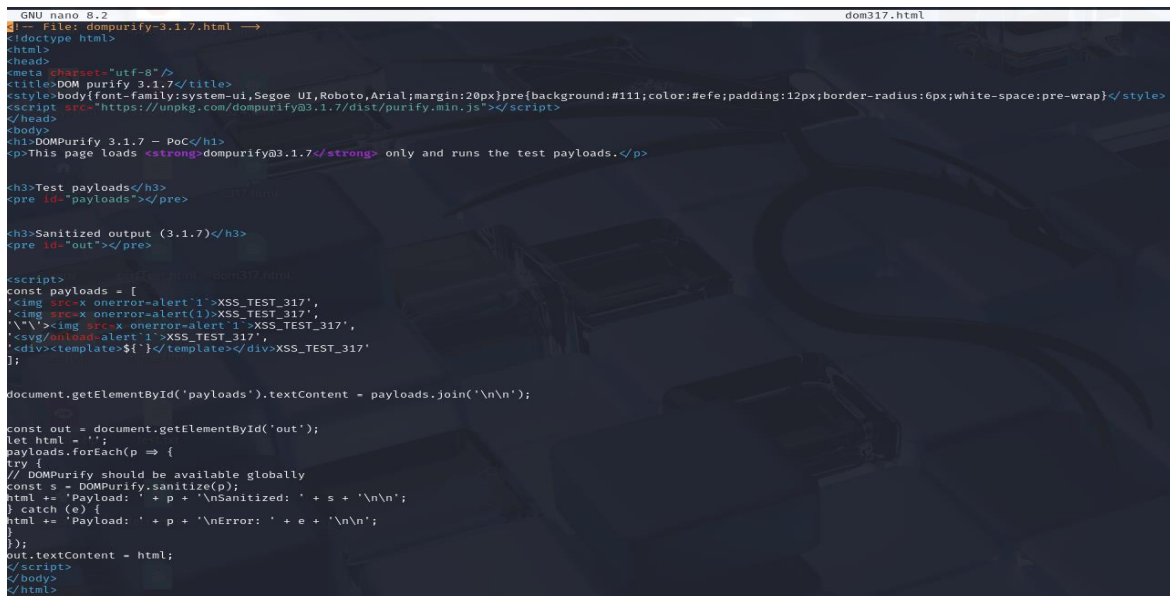 GNU nano 8.2 dom317.html
<!-- File: dompurify-3.1.7.html -->
<!doctype html>
<html>
<head>
<meta charset="utf-8"/>
<title>DOM purify 3.1.7</title>
<style>body{font-family:system-ui,Segoe UI,Roboto,Arial;margin:20px}pre{background:#111;color:#efe;padding:12px;border-radius:6px;white-space:pre-wrap}</style>
<script src="https://unpkg.com/dompurify@3.1.7/dist/purify.min.js"></script>
</head>
<body>
<h1>DOMPurify 3.1.7 — PoC</h1>
<p>This page loads <strong>dompurify@3.1.7</strong> only and runs the test payloads.</p>
<h3>Test payloads</h3>
<pre id="payloads"></pre>
<h3>Sanitized output (3.1.7)</h3>
<pre id="out"></pre>
<script>
const payloads = [
'<img src=x onerror=alert`1`>XSS_TEST_317',
'<img src=x onerror=alert(1)>XSS_TEST_317',
'\"\'><img src=x onerror=alert`1`>XSS_TEST_317',
'<svg/onload=alert`1`>XSS_TEST_317',
'<div><template>${`}</template></div>XSS_TEST_317'
];
document.getElementById('payloads').textContent = payloads.join('\n\n');
const out = document.getElementById('out');
let html = '';
payloads.forEach(p => {
try {
// DOMPurify should be available globally
const s = DOMPurify.sanitize(p);
html += 'Payload: ' + p + '\nSanitized: ' + s + '\n\n';
} catch (e) {
html += 'Payload: ' + p + '\nError: ' + e + '\n\n';
}
});
out.textContent = html;
</script>
</body>
</html>